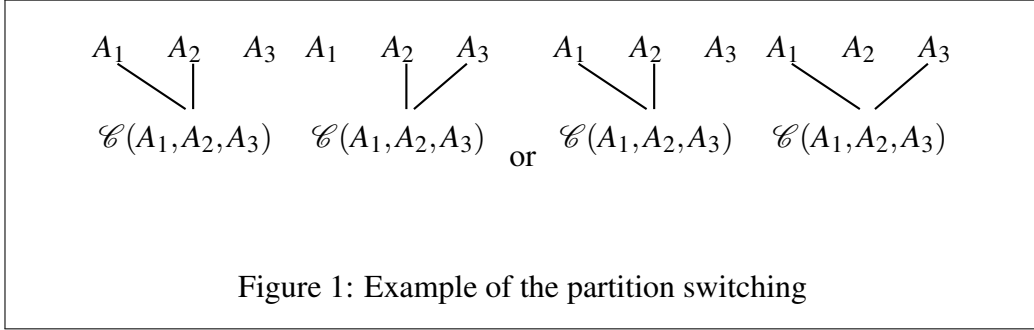 A₁ A₂ A₃ A₁ A₂ A₃ A₁ A₂ A₃ A₁ A₂ A₃
𝒞(A₁,A₂,A₃) 𝒞(A₁,A₂,A₃) or 𝒞(A₁,A₂,A₃) 𝒞(A₁,A₂,A₃)
Figure 1: Example of the partition switching